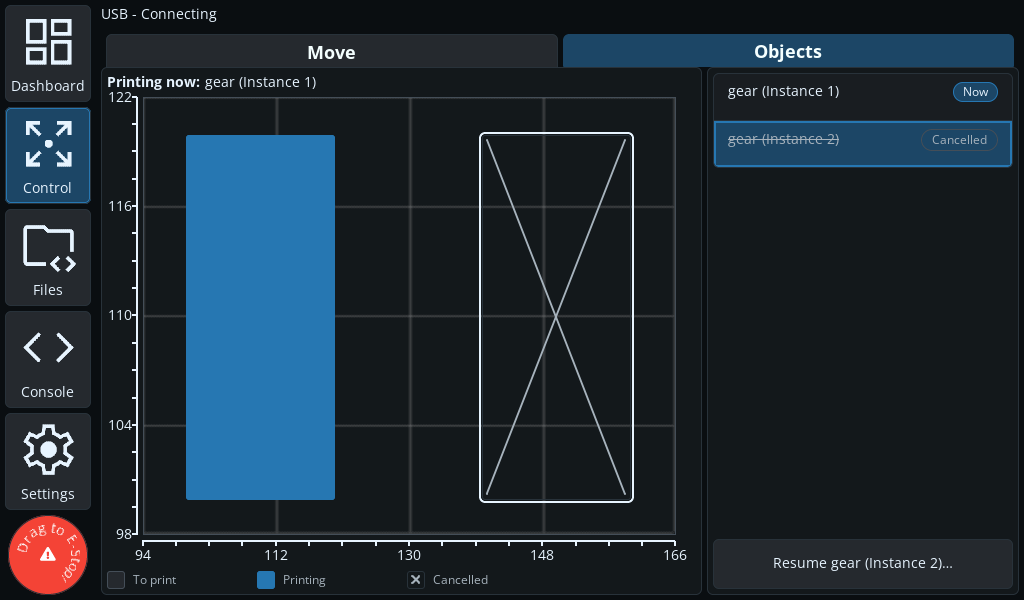 USB - Connecting
Dashboard
Control
Files
Console
Settings
Drag to E-Stop!
Move
Objects
Printing now: gear (Instance 1)
122
116
110
104
98
94 112 130 148 166
To print Printing Cancelled
gear (Instance 1) Now
gear (Instance 2) Cancelled
Resume gear (Instance 2)...